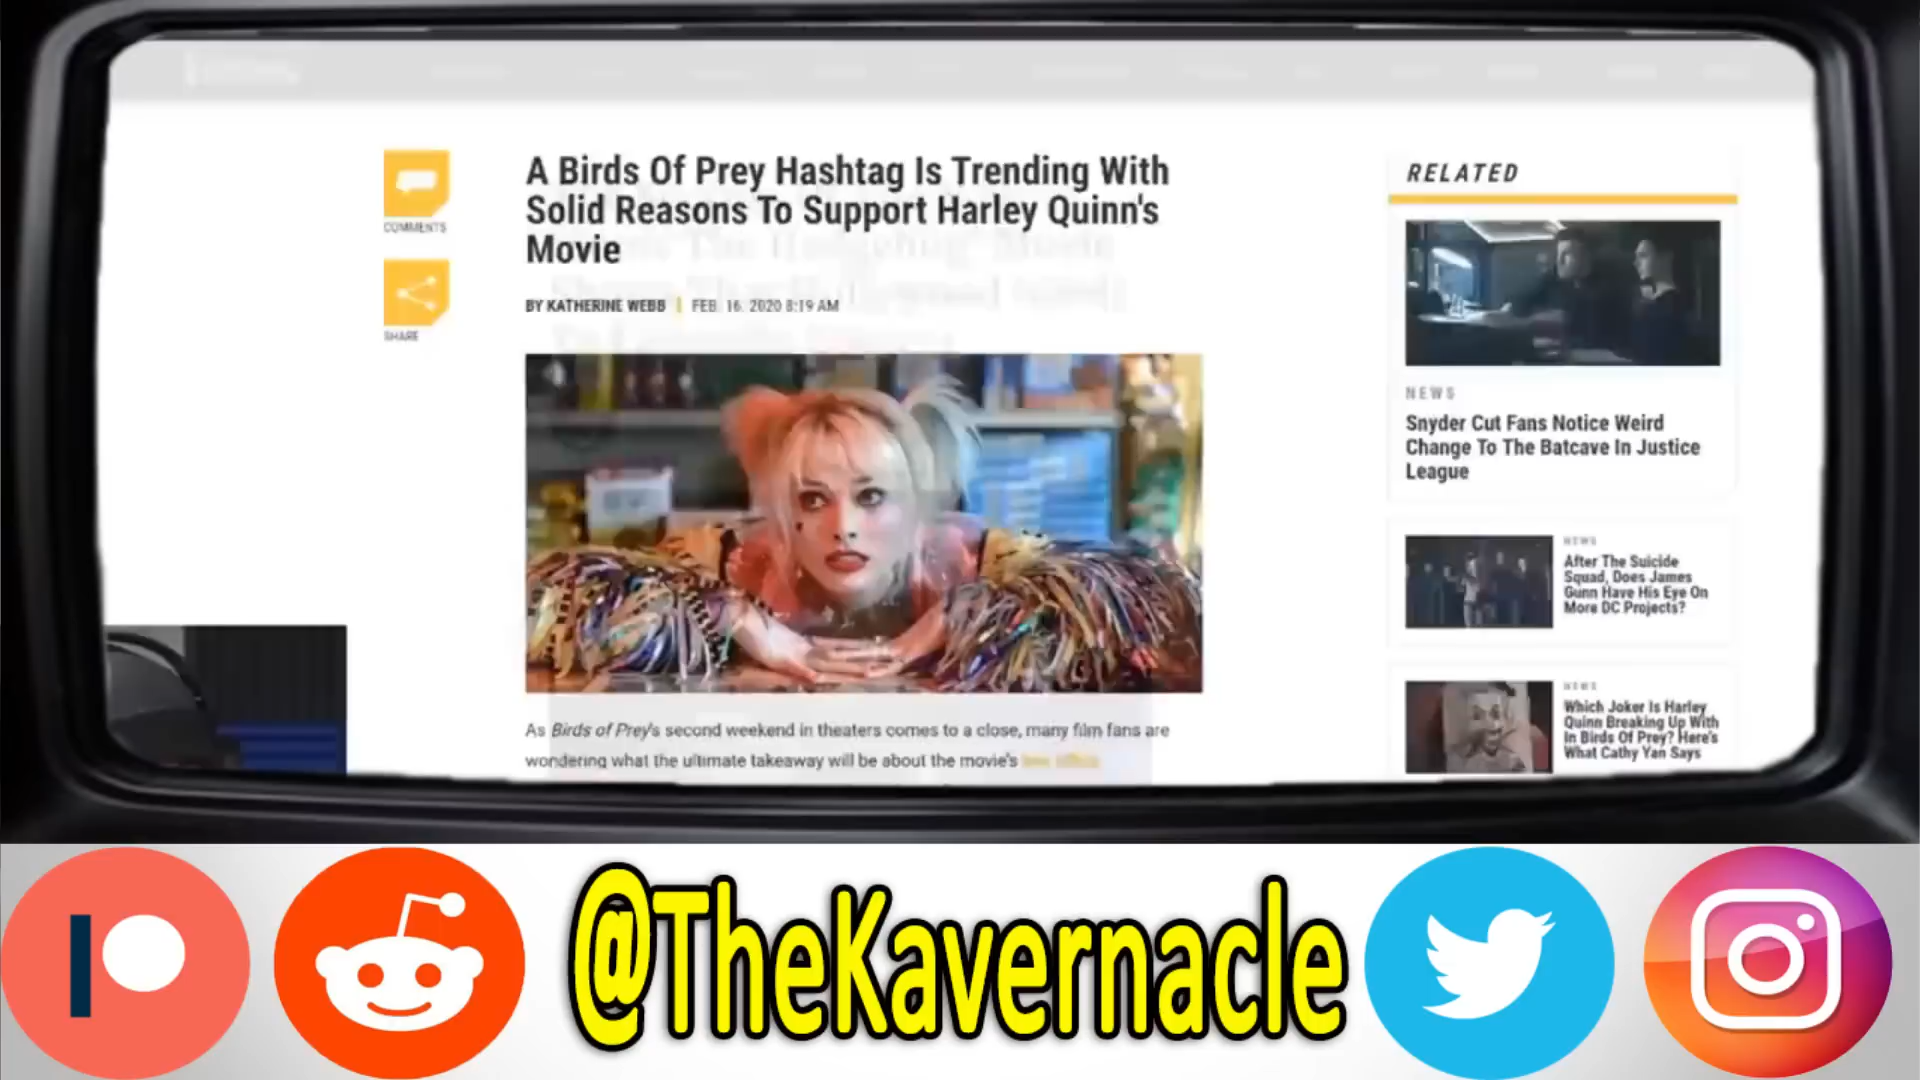 COMMENTS
SHARE
A Birds Of Prey Hashtag Is Trending With
Solid Reasons To Support Harley Quinn's
Movie
BY KATHERINE WEBB | FEB. 16. 2020 8:19 AM
As Birds of Prey's second weekend in theaters comes to a close, many film fans are
wondering what the ultimate takeaway will be about the movie's
RELATED
NEWS
Snyder Cut Fans Notice Weird
Change To The Batcave In Justice
League
NEWS
After The Suicide
Squad, Does James
Gunn Have His Eye On
More DC Projects?
NEWS
Which Joker Is Harley
Quinn Breaking Up With
In Birds Of Prey? Here's
What Cathy Yan Says
@TheKavernacle